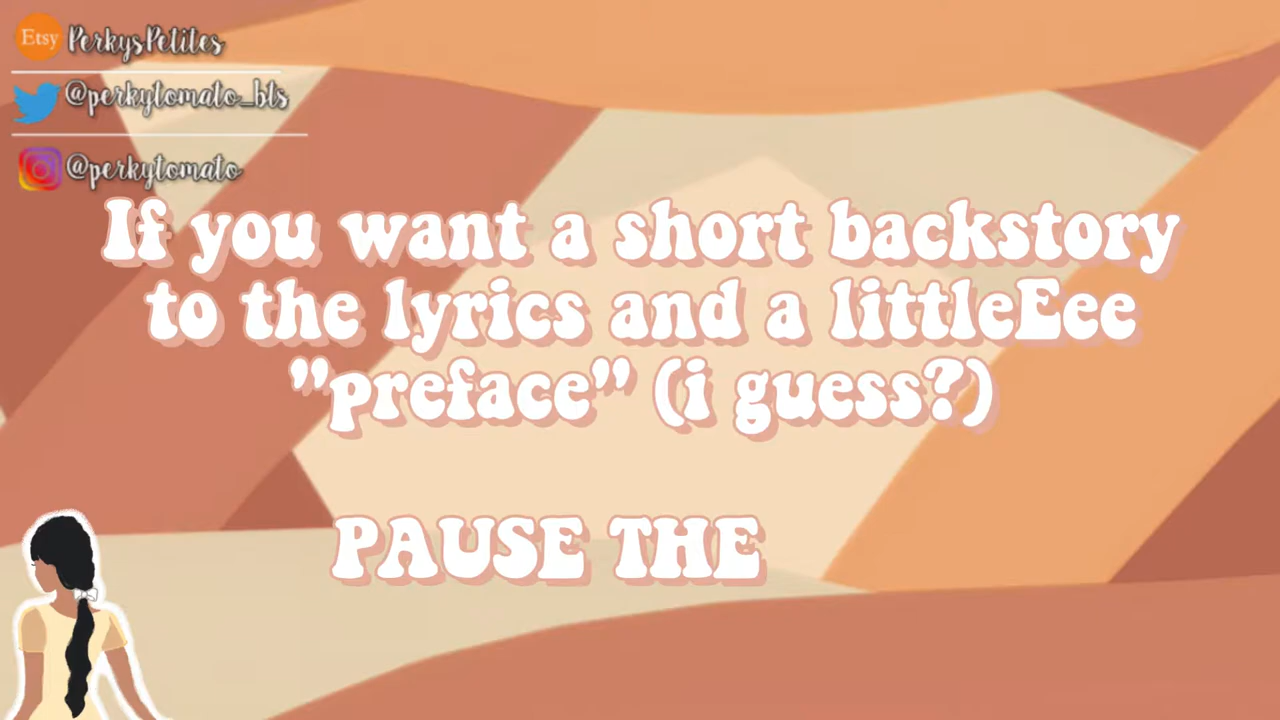 Etsy PerkysPetites
@perkytomato_bts
@perkytomato
If you want a short backstory
to the lyrics and a littleEee
"preface" (i guess?)
PAUSE THE